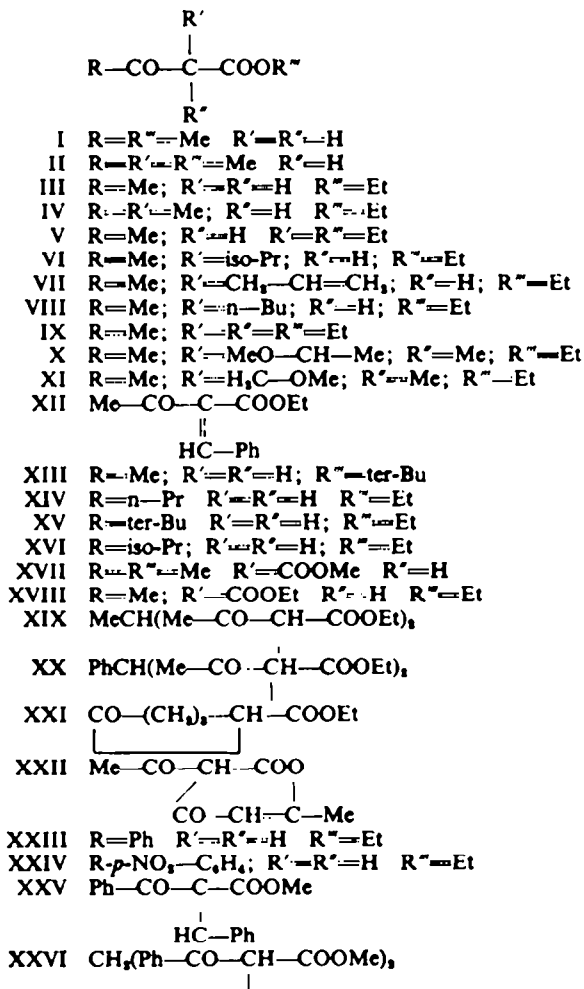 R′
R—CO—C—COOR‴
R″
I R=R‴=Me R′=R″=H
II R=R′=R‴=Me R″=H
III R=Me; R′=R″=H R‴=Et
IV R=R′=Me; R″=H R‴=Et
V R=Me; R″=H R′=R‴=Et
VI R=Me; R′=iso-Pr; R″=H; R‴=Et
VII R=Me; R′=CH₂—CH=CH₂; R″=H; R‴=Et
VIII R=Me; R′=n—Bu; R″=H; R‴=Et
IX R=Me; R′=R″=R‴=Et
X R=Me; R′=MeO—CH—Me; R″=Me; R‴=Et
XI R=Me; R′=H₂C—OMe; R″=Me; R‴=Et
XII Me—CO—C—COOEt
HC—Ph
XIII R=Me; R′=R″=H; R‴=ter-Bu
XIV R=n—Pr R′=R″=H R‴=Et
XV R=ter-Bu R′=R″=H; R‴=Et
XVI R=iso-Pr; R′=R″=H; R‴=Et
XVII R=R‴=Me R′=COOMe R″=H
XVIII R=Me; R′=COOEt R″=H R‴=Et
XIX MeCH(Me—CO—CH—COOEt)₂
XX PhCH(Me—CO—CH—COOEt)₂
XXI CO—(CH₂)₃—CH—COOEt
XXII Me—CO—CH—COO
CO—CH=C—Me
XXIII R=Ph R′=R″=H R‴=Et
XXIV R-p-NO₂—C₆H₄; R′=R″=H R‴=Et
XXV Ph—CO—C—COOMe
HC—Ph
XXVI CH₂(Ph—CO—CH—COOMe)₂